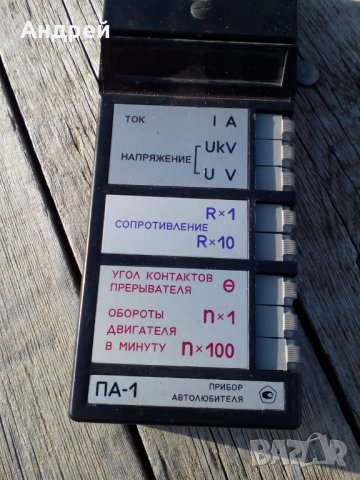 Андрей
ТОК I A
НАПРЯЖЕНИЕ UkV
U V
R×1
СОПРОТИВЛЕНИЕ
R×10
УГОЛ КОНТАКТОВ
ПРЕРЫВАТЕЛЯ Θ
ОБОРОТЫ n×1
ДВИГАТЕЛЯ
В МИНУТУ n×100
ПА-1 ПРИБОР
АВТОЛЮБИТЕЛЯ
BAZAR